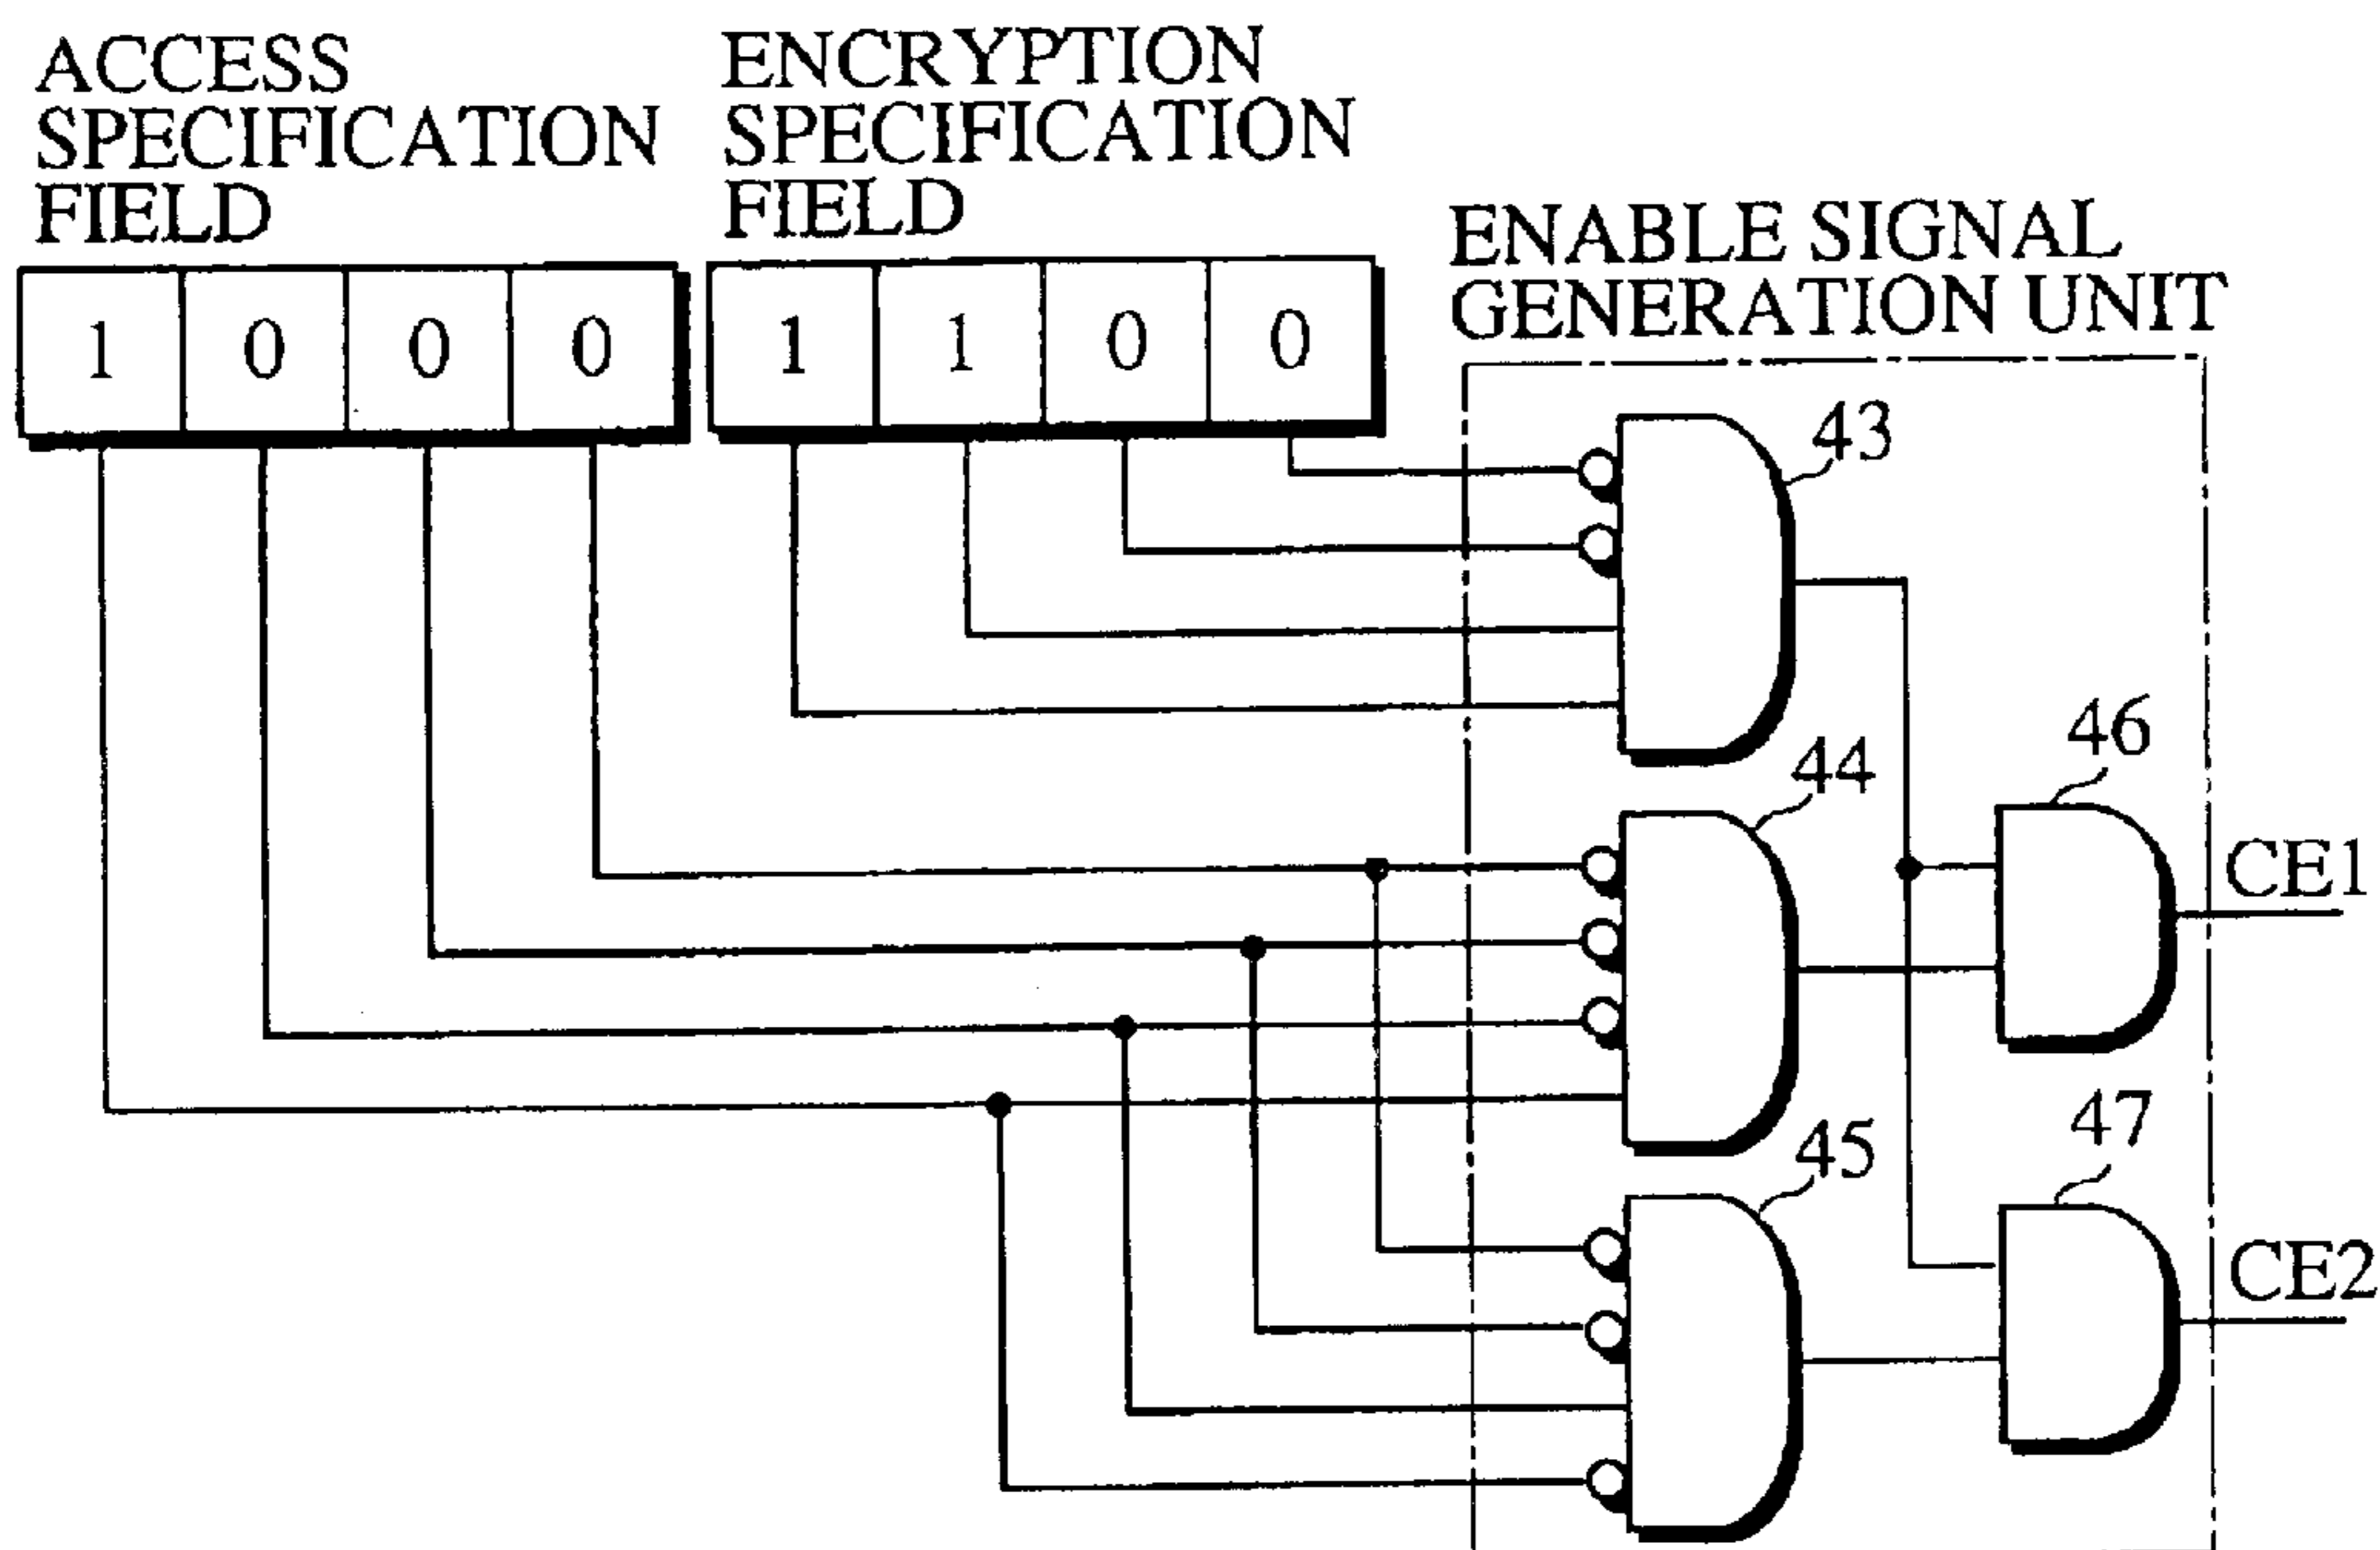 ACCESS
SPECIFICATION
FIELD
ENCRYPTION
SPECIFICATION
FIELD
ENABLE SIGNAL
GENERATION UNIT
1 0 0 0
1 1 0 0
43
44
46
CE1
45
47
CE2